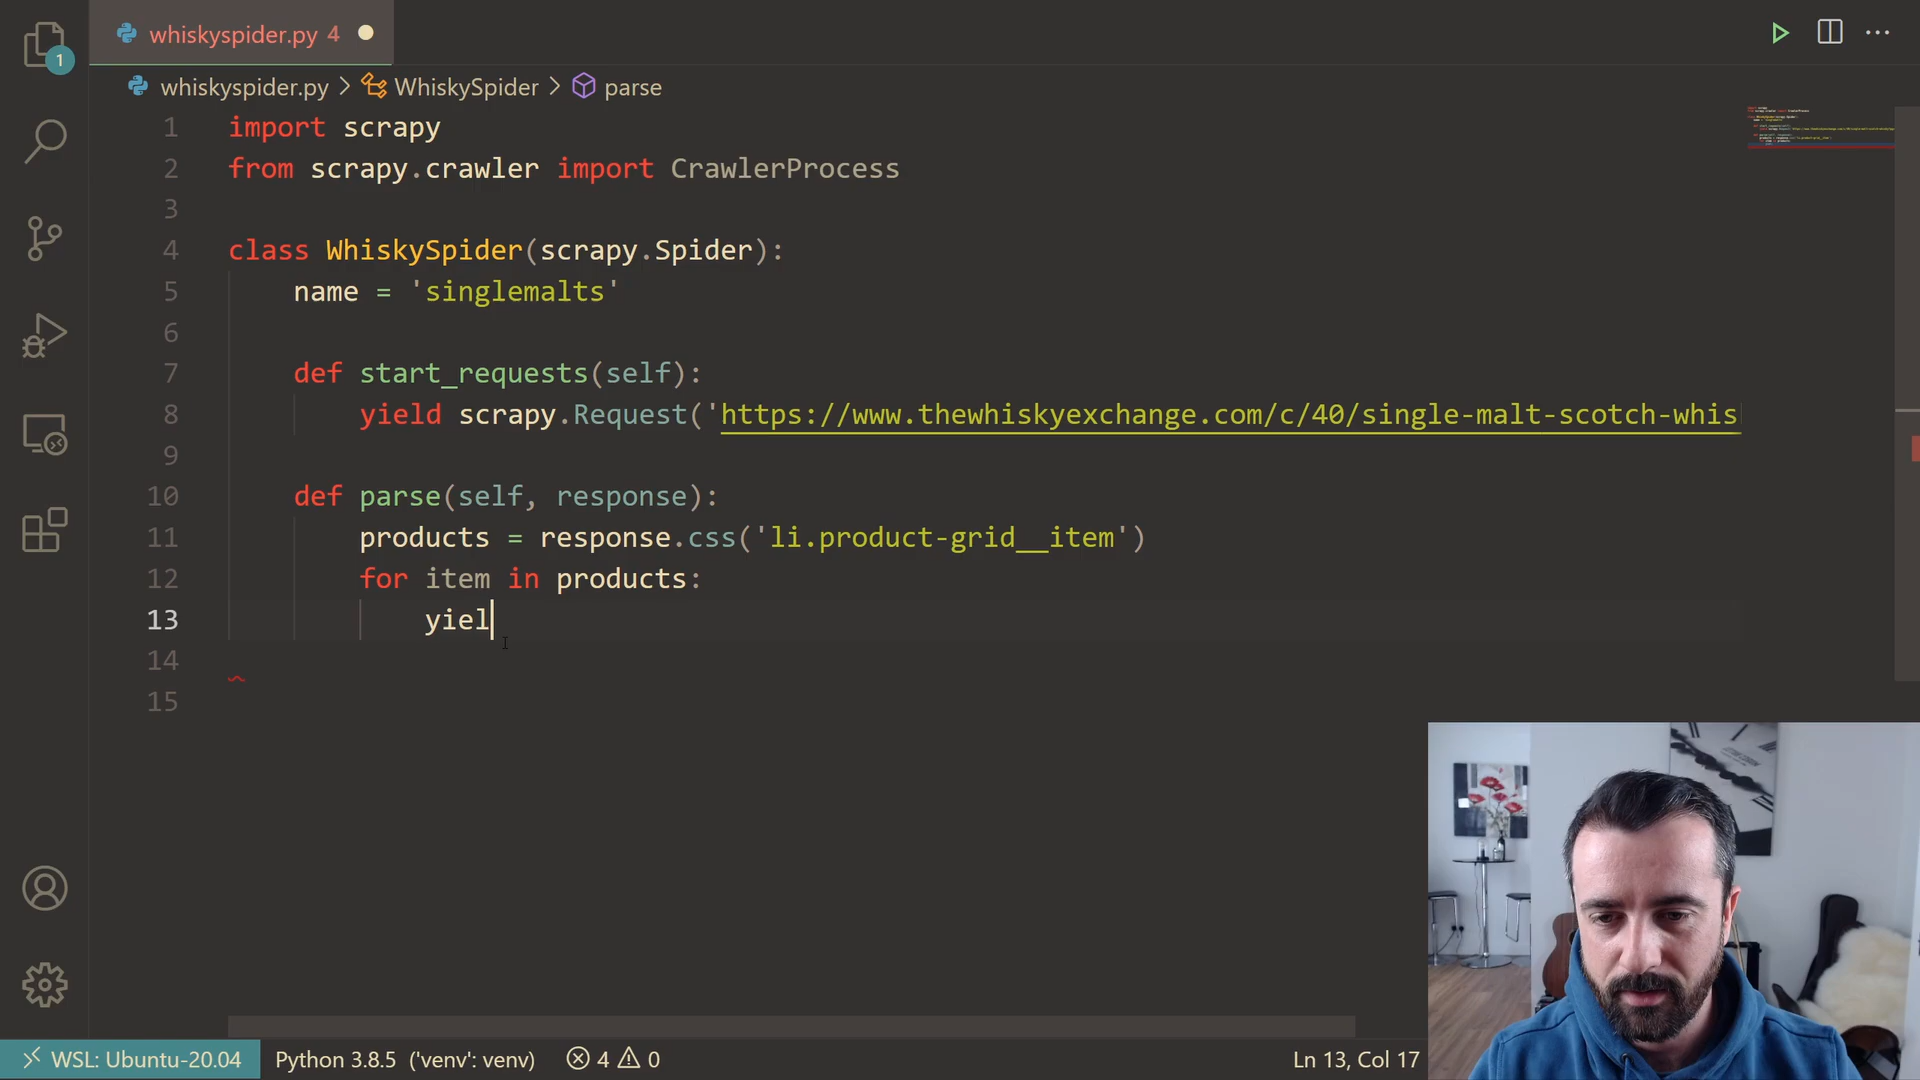 whiskyspider.py 4
1
whiskyspider.py > WhiskySpider > parse
1 import scrapy
2 from scrapy.crawler import CrawlerProcess
3
4 class WhiskySpider(scrapy.Spider):
5 name = 'singlemalts'
6
7 def start_requests(self):
8 yield scrapy.Request('https://www.thewhiskyexchange.com/c/40/single-malt-scotch-whis
9
10 def parse(self, response):
11 products = response.css('li.product-grid__item')
12 for item in products:
13 yiel
14
15
WSL: Ubuntu-20.04 Python 3.8.5 ('venv': venv) 4 0 Ln 13, Col 17